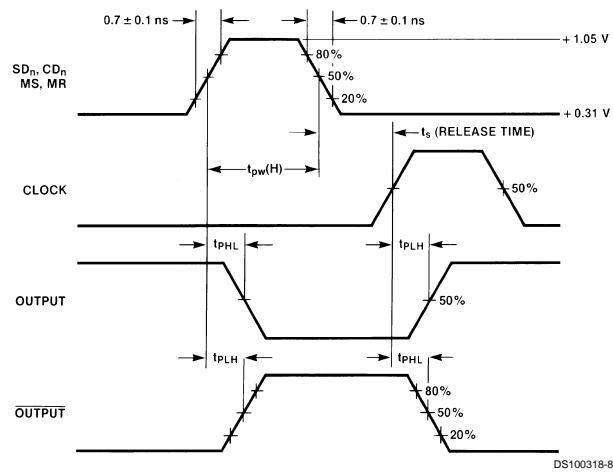 0.7 ± 0.1 ns
0.7 ± 0.1 ns
+ 1.05 V
SDn, CDn
MS, MR
80%
50%
20%
+ 0.31 V
ts (RELEASE TIME)
tpw(H)
CLOCK
50%
tPHL
tPLH
OUTPUT
50%
tPLH
tPHL
OUTPUT
80%
50%
20%
DS100318-8